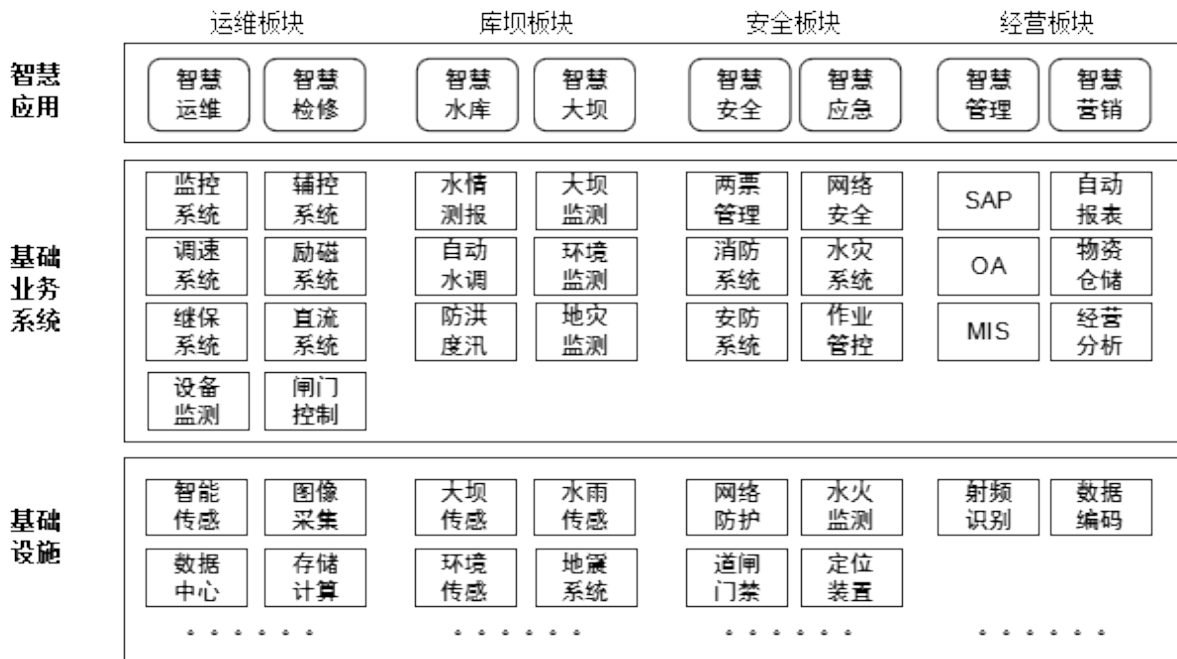 运维板块 库坝板块 安全板块 经营板块
智慧
应用
智慧 智慧 智慧 智慧 智慧 智慧 智慧 智慧
运维 检修 水库 大坝 安全 应急 管理 营销
基础
业务
系统
监控 辅控 水情 大坝 两票 网络 SAP 自动
系统 系统 测报 监测 管理 安全 报表
调速 励磁 自动 环境 消防 水灾 OA 物资
系统 系统 水调 监测 系统 系统 仓储
继保 直流 防洪 地灾 安防 作业 MIS 经营
系统 系统 度汛 监测 系统 管控 分析
设备 闸门
监测 控制
基础
设施
智能 图像 大坝 水雨 网络 水火 射频 数据
传感 采集 传感 传感 防护 监测 识别 编码
数据 存储 环境 地震 道闸 定位
中心 计算 传感 系统 门禁 装置
。。。。。。 。。。。。。 。。。。。。 。。。。。。